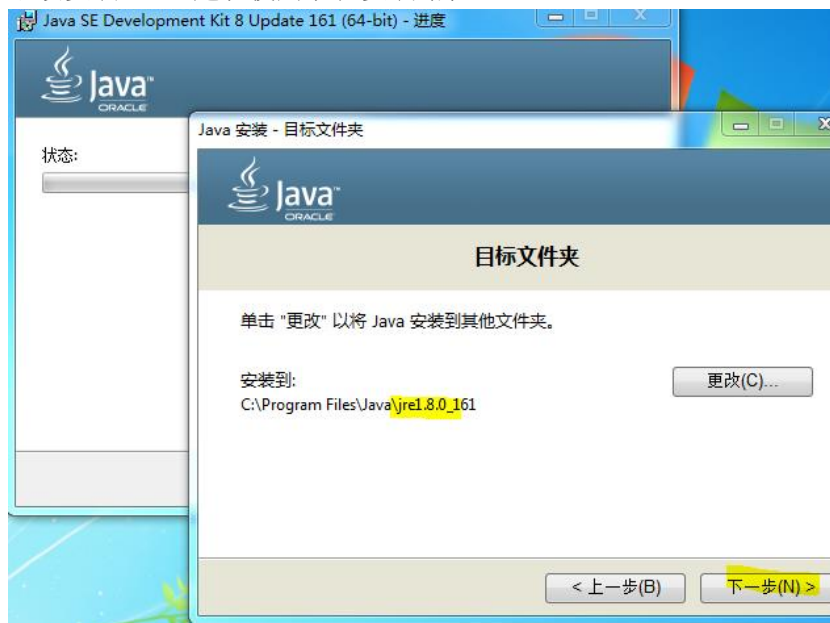 Java SE Development Kit 8 Update 161 (64-bit) - 进度
Java™
ORACLE
状态:
Java 安装 - 目标文件夹
Java™
ORACLE
目标文件夹
单击 "更改" 以将 Java 安装到其他文件夹。
安装到:
更改(C)...
C:\Program Files\Java\jre1.8.0_161
< 上一步(B)
下一步(N) >